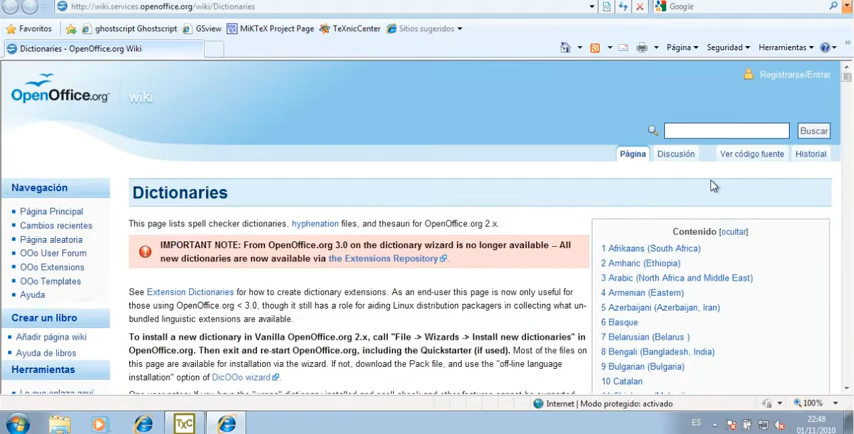 http://wiki.services.openoffice.org/wiki/Dictionaries
Google
Favoritos
ghostscript Ghostscript
GSview
MiKTeX Project Page
TeXnicCenter
Sitios sugeridos
Dictionaries - OpenOffice.org Wiki
Página
Seguridad
Herramientas
OpenOffice.org
wiki
Registrarse/Entrar
Buscar
Página
Discusión
Ver código fuente
Historial
Navegación
Página Principal
Cambios recientes
Página aleatoria
OOo User Forum
OOo Extensions
OOo Templates
Ayuda
Crear un libro
Añadir página wiki
Ayuda de libros
Herramientas
Lo que enlaza aquí
Dictionaries
This page lists spell checker dictionaries, hyphenation files, and thesauri for OpenOffice.org 2.x.
IMPORTANT NOTE: From OpenOffice.org 3.0 on the dictionary wizard is no longer available -- All
new dictionaries are now available via the Extensions Repository.
See Extension Dictionaries for how to create dictionary extensions. As an end-user this page is now only useful for
those using OpenOffice.org < 3.0, though it still has a role for aiding Linux distribution packagers in collecting what un-
bundled linguistic extensions are available.
To install a new dictionary in Vanilla OpenOffice.org 2.x, call "File -> Wizards -> Install new dictionaries" in
OpenOffice.org. Then exit and re-start OpenOffice.org, including the Quickstarter (if used). Most of the files on
this page are available for installation via the wizard. If not, download the Pack file, and use the "off-line language
installation" option of DicOOo wizard.
Contenido [ocultar]
1 Afrikaans (South Africa)
2 Amharic (Ethiopia)
3 Arabic (North Africa and Middle East)
4 Armenian (Eastern)
5 Azerbaijani (Azerbaijan, Iran)
6 Basque
7 Belarusian (Belarus )
8 Bengali (Bangladesh, India)
9 Bulgarian (Bulgaria)
10 Catalan
Internet | Modo protegido: activado
100%
TXC
ES
22:48
01/11/2010